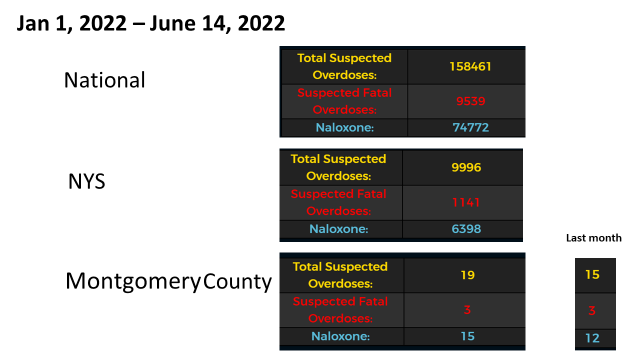 Jan 1, 2022 – June 14, 2022
National
Total Suspected
Overdoses:
158461
Suspected Fatal
Overdoses:
9539
Naloxone:
74772
NYS
Total Suspected
Overdoses:
9996
Suspected Fatal
Overdoses:
1141
Naloxone:
6398
Last month
Montgomery County
Total Suspected
Overdoses:
19
15
Suspected Fatal
Overdoses:
3
3
Naloxone:
15
12